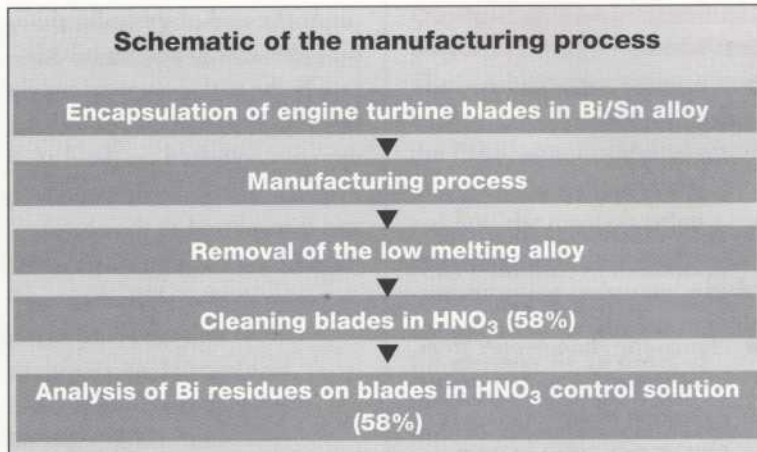 Schematic of the manufacturing process
Encapsulation of engine turbine blades in Bi/Sn alloy
Manufacturing process
Removal of the low melting alloy
Cleaning blades in HNO₃ (58%)
Analysis of Bi residues on blades in HNO₃ control solution
(58%)